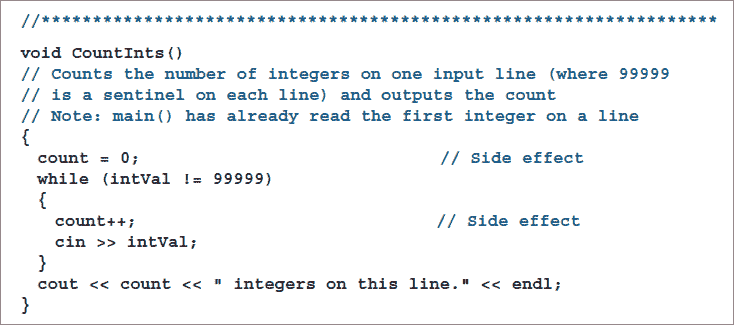 //******************************************************************
void CountInts()
// Counts the number of integers on one input line (where 99999
// is a sentinel on each line) and outputs the count
// Note: main() has already read the first integer on a line
{
count = 0; // Side effect
while (intVal != 99999)
{
count++; // Side effect
cin >> intVal;
}
cout << count << " integers on this line." << endl;
}